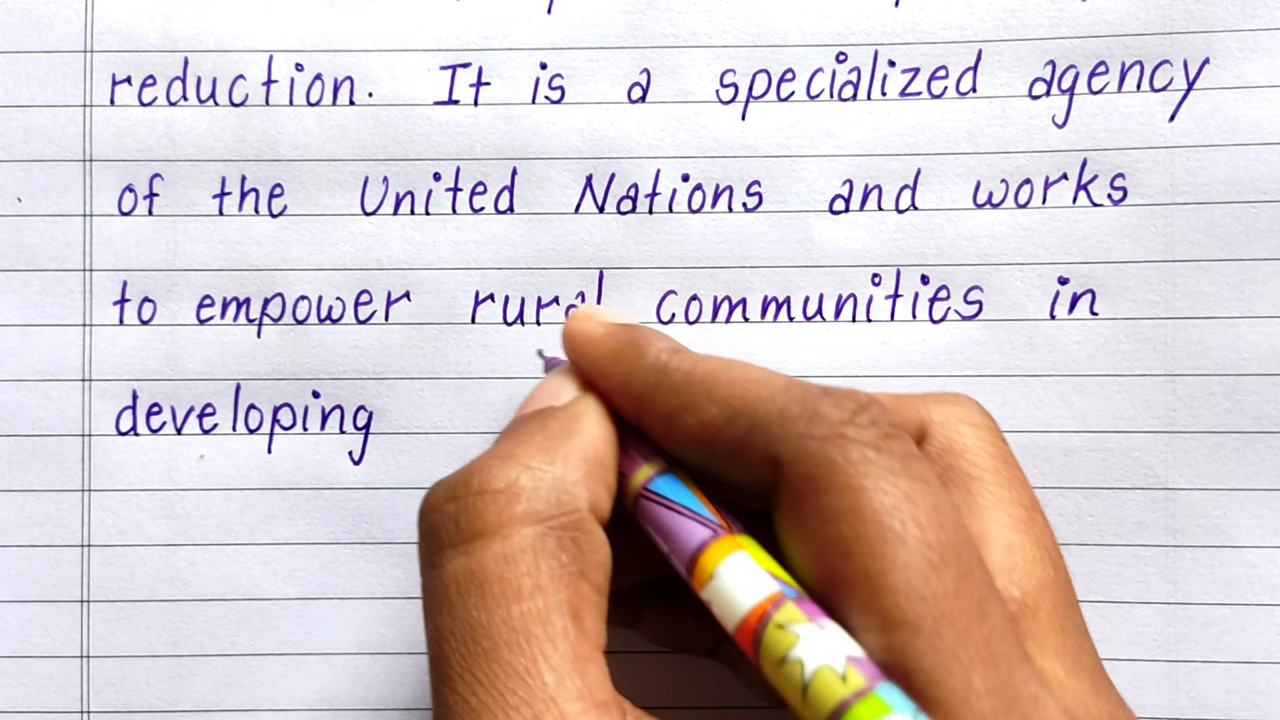 reduction. It is a specialized agency
of the United Nations and works
to empower rural communities in
developing